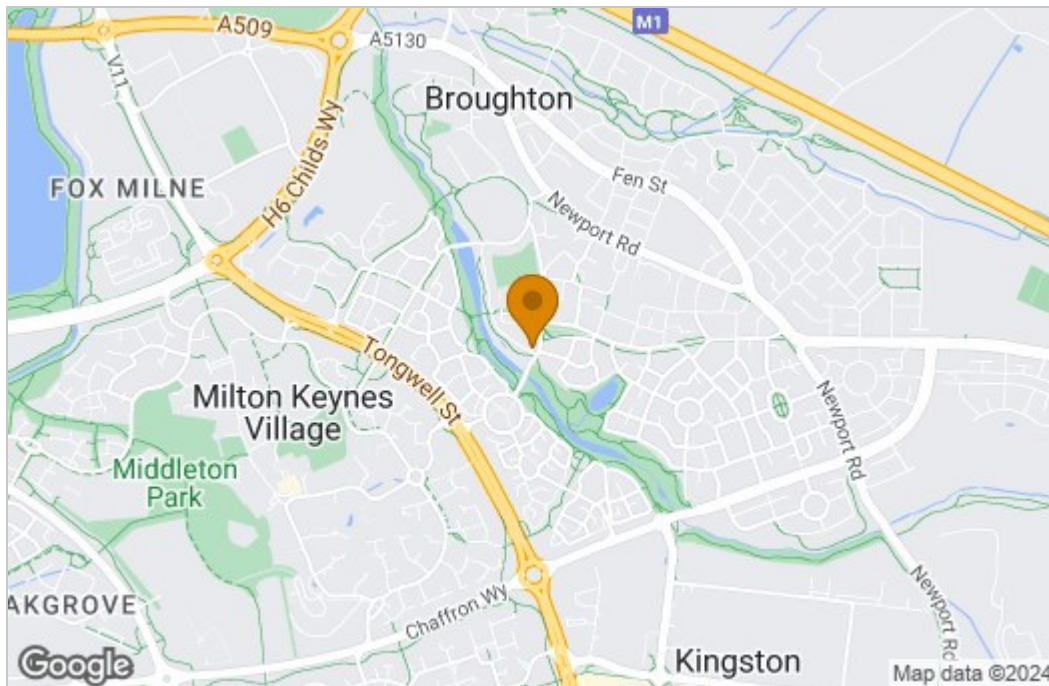 M1
A509
A5130
V11
Broughton
FOX MILNE
H6 Childs Wy
Fen St
Newport Rd
Tongwell St
Milton Keynes
Village
Middleton
Park
Newport Rd
AKGROVE
Chaffron Wy
Newport Rd
Kingston
Google
Map data ©2024